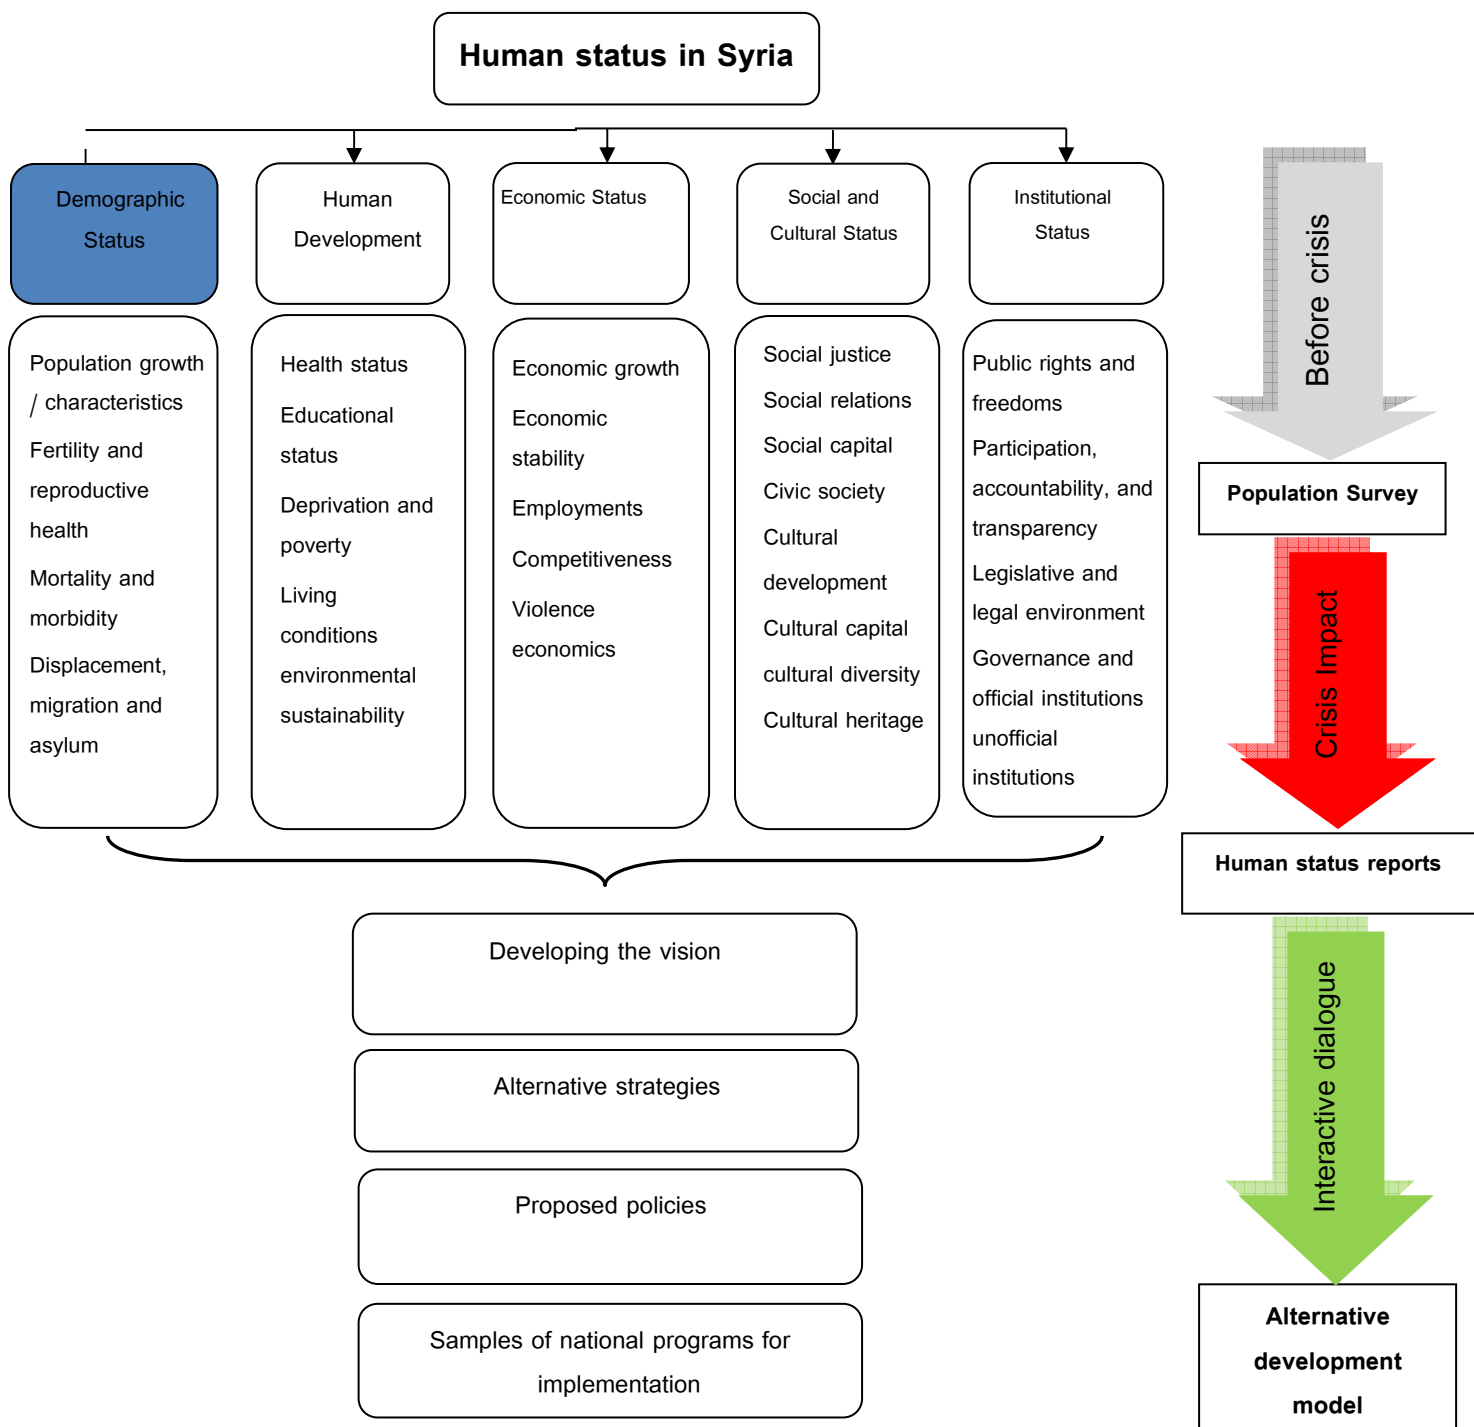 Human status in Syria
Demographic
Status
Human
Development
Economic Status
Social and
Cultural Status
Institutional
Status
Population growth
/ characteristics
Fertility and
reproductive
health
Mortality and
morbidity
Displacement,
migration and
asylum
Health status
Educational
status
Deprivation and
poverty
Living
conditions
environmental
sustainability
Economic growth
Economic
stability
Employments
Competitiveness
Violence
economics
Social justice
Social relations
Social capital
Civic society
Cultural
development
Cultural capital
cultural diversity
Cultural heritage
Public rights and
freedoms
Participation,
accountability, and
transparency
Legislative and
legal environment
Governance and
official institutions
unofficial
institutions
Developing the vision
Alternative strategies
Proposed policies
Samples of national programs for
implementation
Before crisis
Population Survey
Crisis Impact
Human status reports
Interactive dialogue
Alternative
development
model